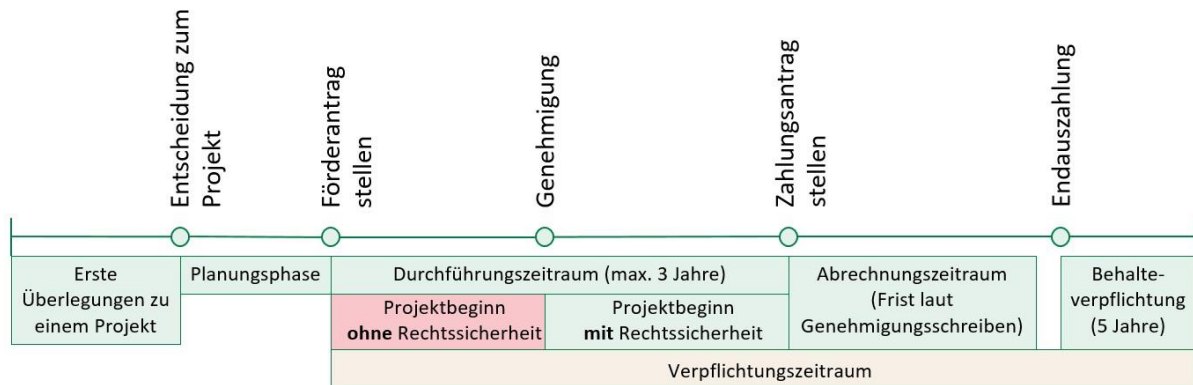 Entscheidung zum
Projekt
Förderantrag
stellen
Genehmigung
Zahlungsantrag
stellen
Endauszahlung
Erste
Überlegungen zu
einem Projekt
Planungsphase
Durchführungszeitraum (max. 3 Jahre)
Projektbeginn
ohne Rechtssicherheit
Projektbeginn
mit Rechtssicherheit
Abrechnungszeitraum
(Frist laut
Genehmigungsschreiben)
Behalte-
verpflichtung
(5 Jahre)
Verpflichtungszeitraum